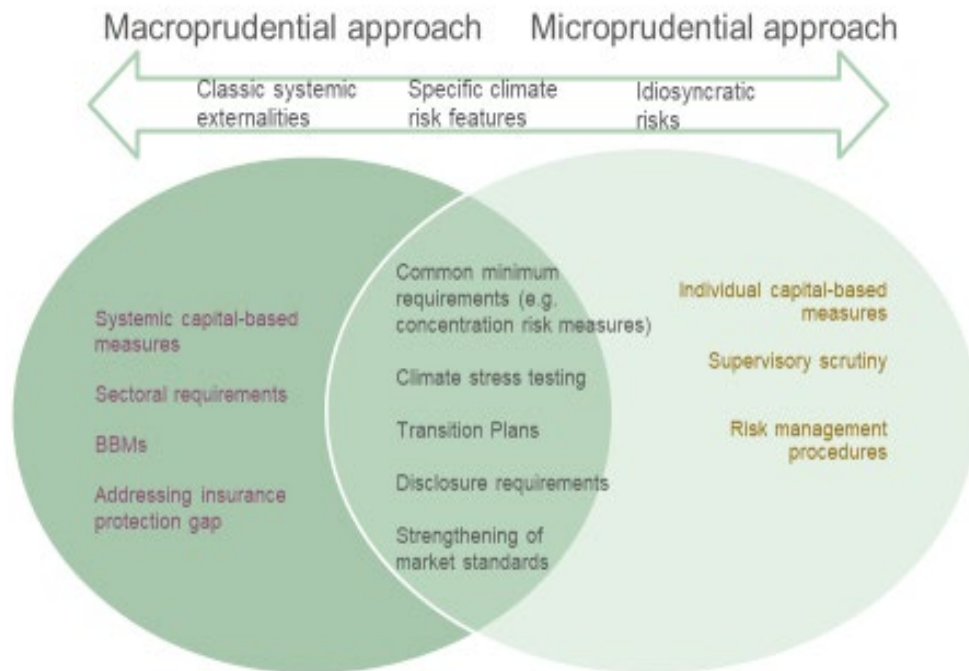 Macroprudential approach
Microprudential approach
Classic systemic
externalities
Specific climate
risk features
Idiosyncratic
risks
Systemic capital-based
measures
Sectoral requirements
BBMs
Addressing insurance
protection gap
Common minimum
requirements (e.g.
concentration risk measures)
Climate stress testing
Transition Plans
Disclosure requirements
Strengthening of
market standards
Individual capital-based
measures
Supervisory scrutiny
Risk management
procedures